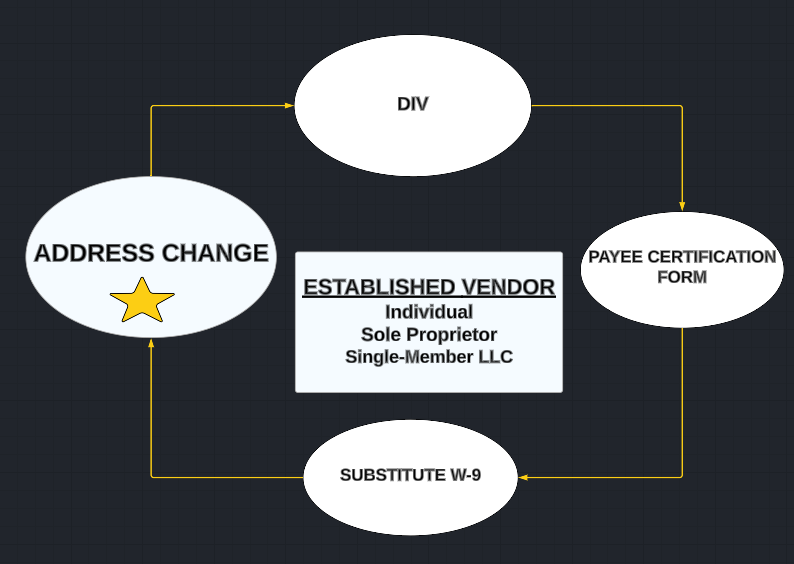 DIV
ADDRESS CHANGE
PAYEE CERTIFICATION
FORM
ESTABLISHED VENDOR
Individual
Sole Proprietor
Single-Member LLC
SUBSTITUTE W-9